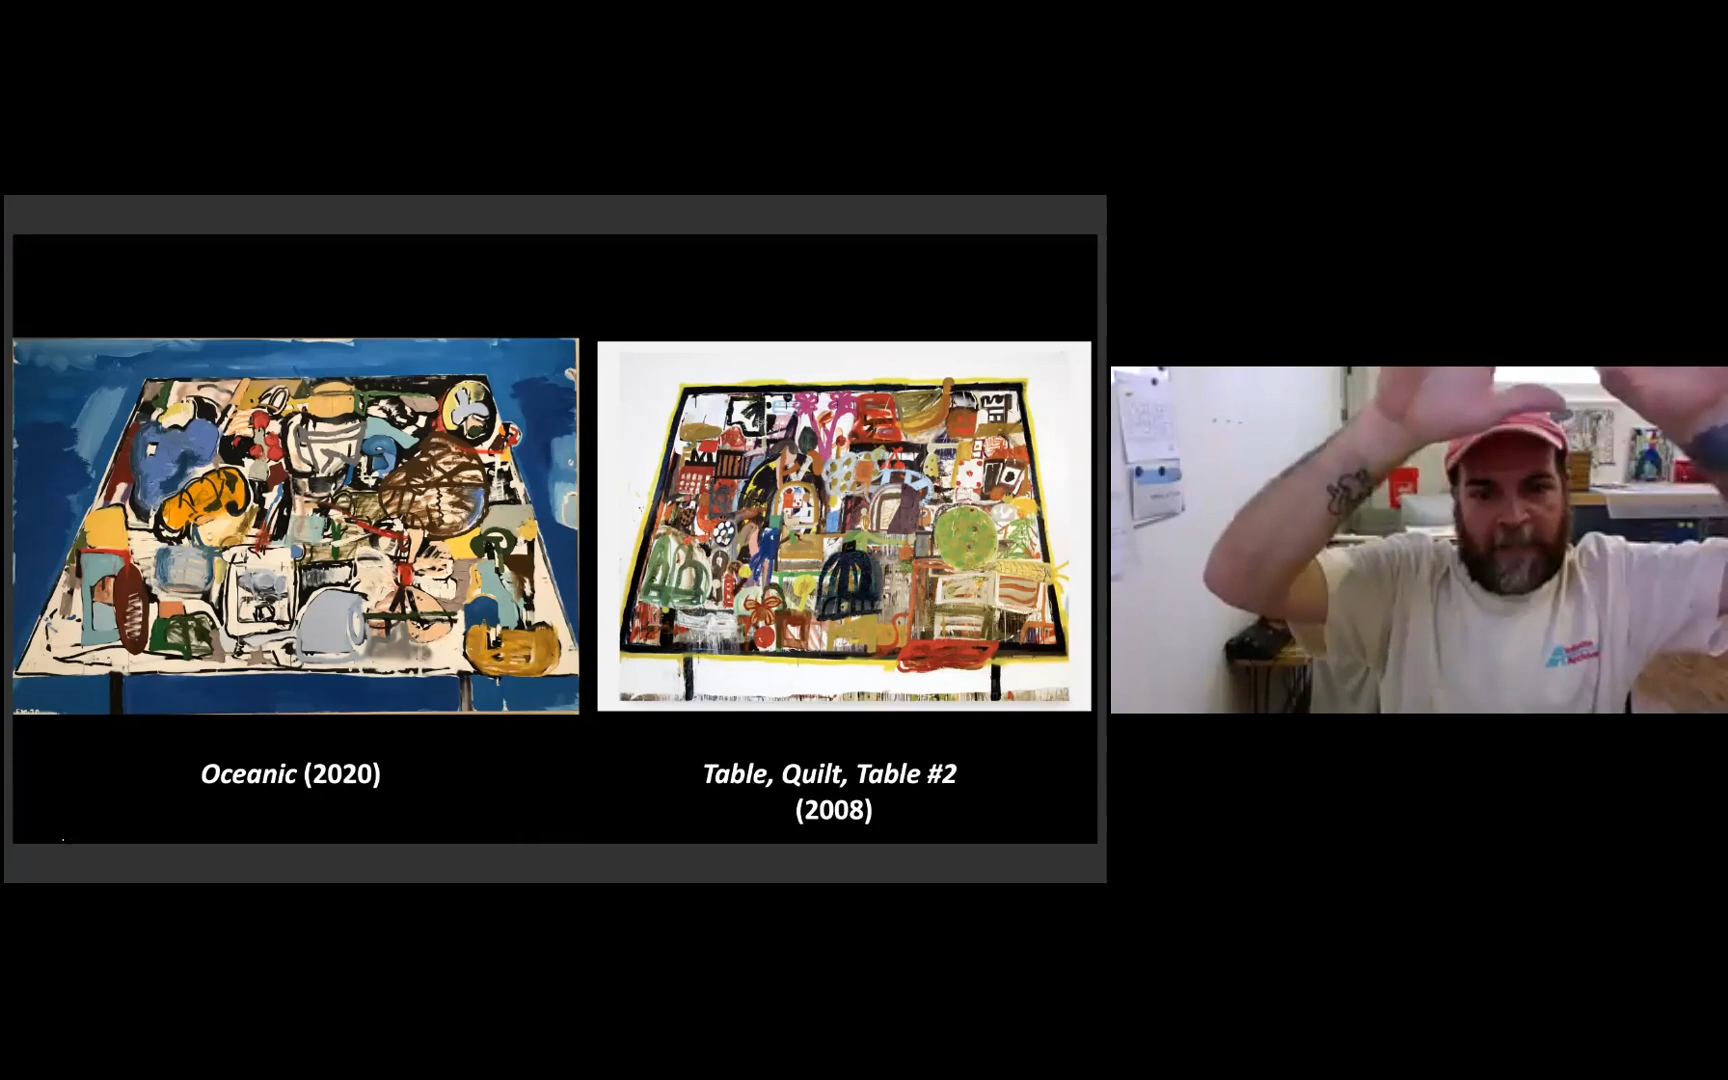 Oceanic (2020)
Table, Quilt, Table #2
(2008)